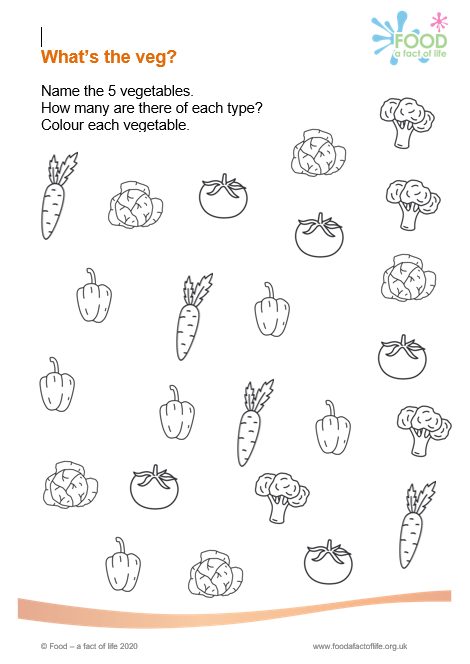 FOOD
a fact of life
What's the veg?
Name the 5 vegetables.
How many are there of each type?
Colour each vegetable.
© Food – a fact of life 2020
www.foodafactoflife.org.uk